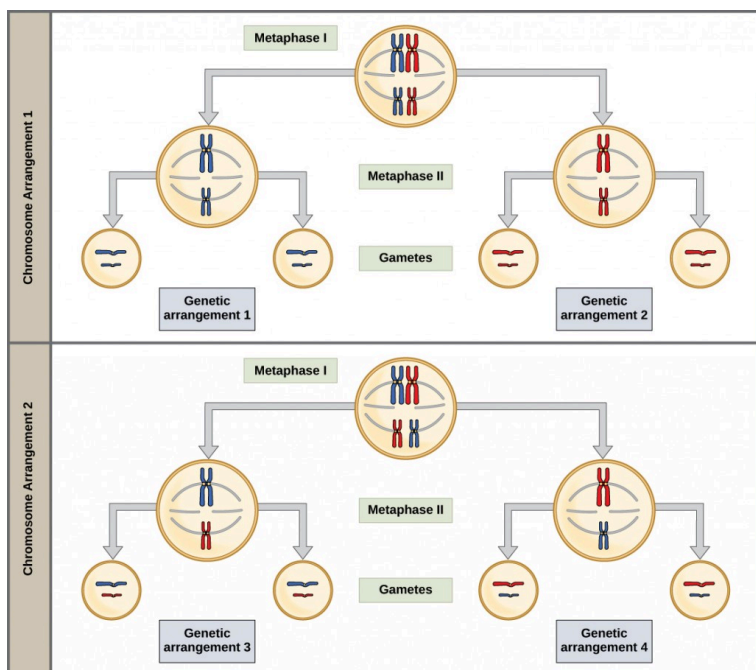 Chromosome Arrangement 1
Metaphase I
Metaphase II
Gametes
Genetic
arrangement 1
Genetic
arrangement 2
Chromosome Arrangement 2
Metaphase I
Metaphase II
Gametes
Genetic
arrangement 3
Genetic
arrangement 4